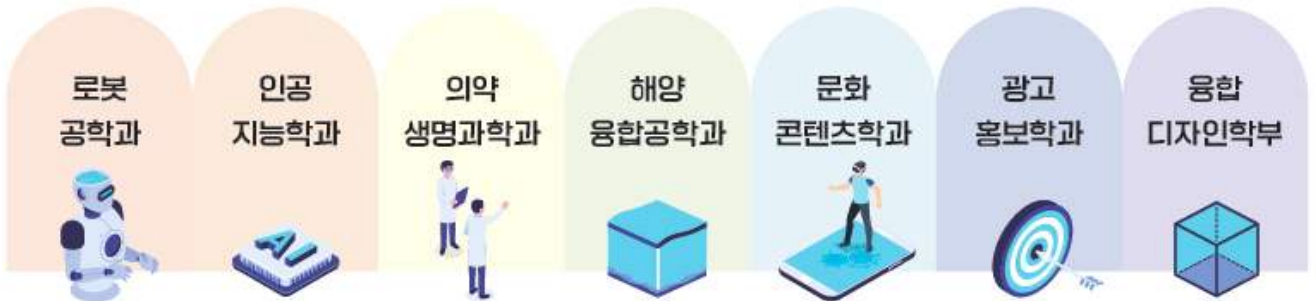 로봇
공학과
인공
지능학과
의약
생명과학과
해양
융합공학과
문화
콘텐츠학과
광고
홍보학과
융합
디자인학부
AI